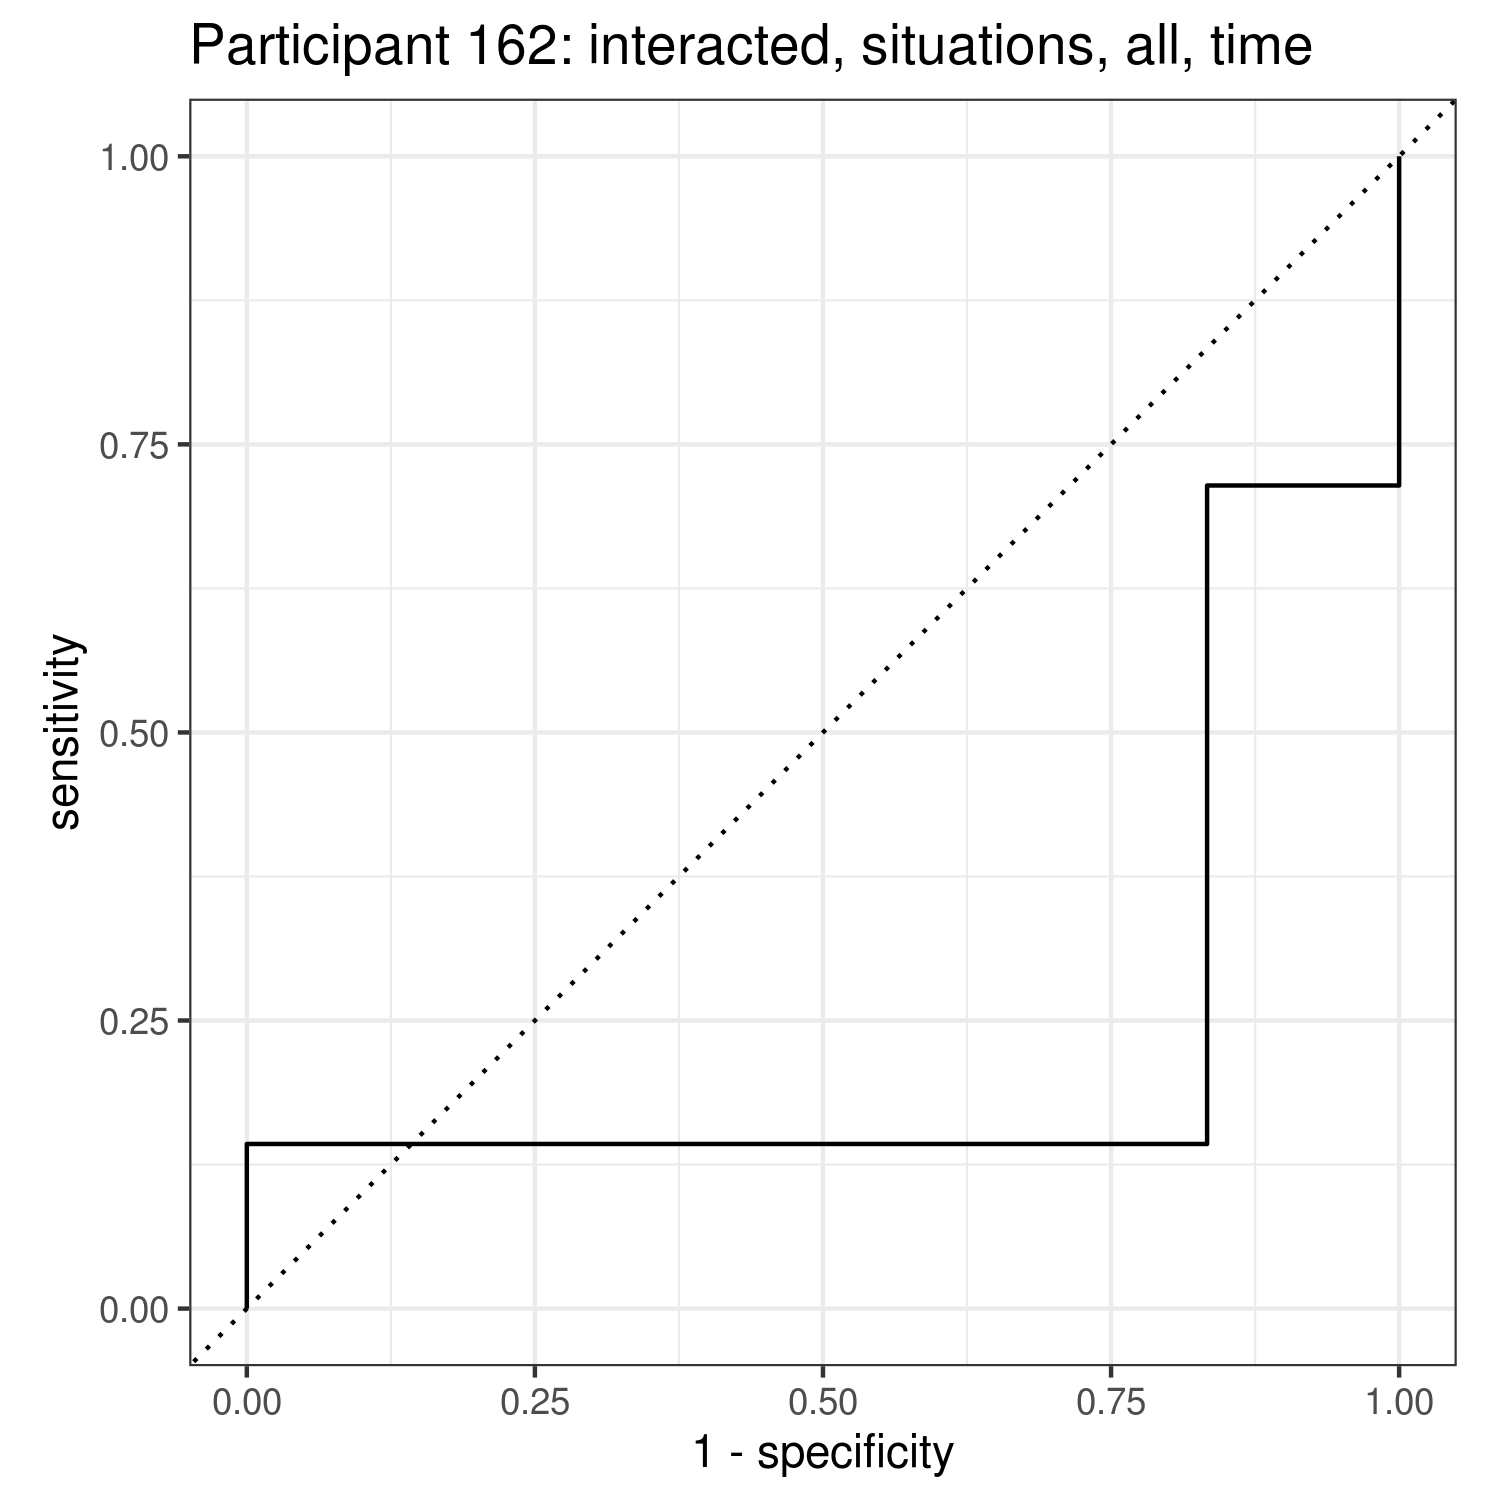 Participant 162: interacted, situations, all, time
1.00
0.75
0.50
0.25
0.00
sensitivity
0.00 0.25 0.50 0.75 1.00
1 - specificity